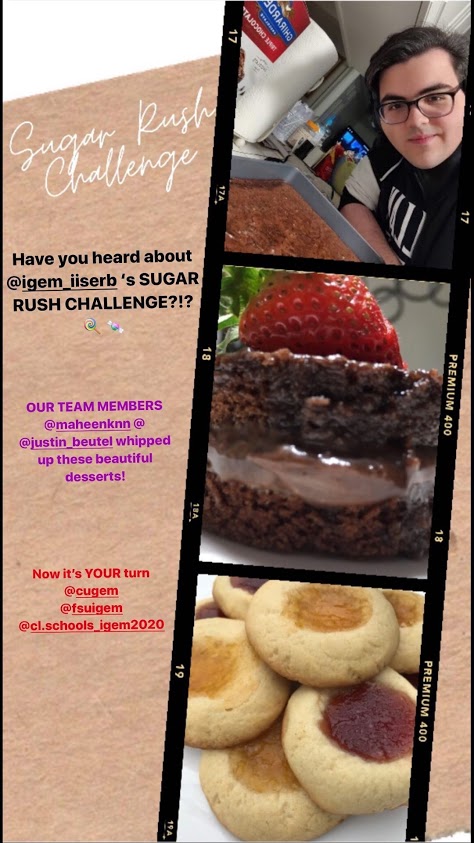 Sugar Rush
Challenge
Have you heard about
@igem_iiserb 's SUGAR
RUSH CHALLENGE?!?
OUR TEAM MEMBERS
@maheenknn @
@justin_beutel whipped
up these beautiful
desserts!
Now it's YOUR turn
@cugem
@fsuigem
@cl.schools_igem2020
17
GHIRARDE
17A
17
18
PREMIUM 400
18A
18
19
PREMIUM 400
19A